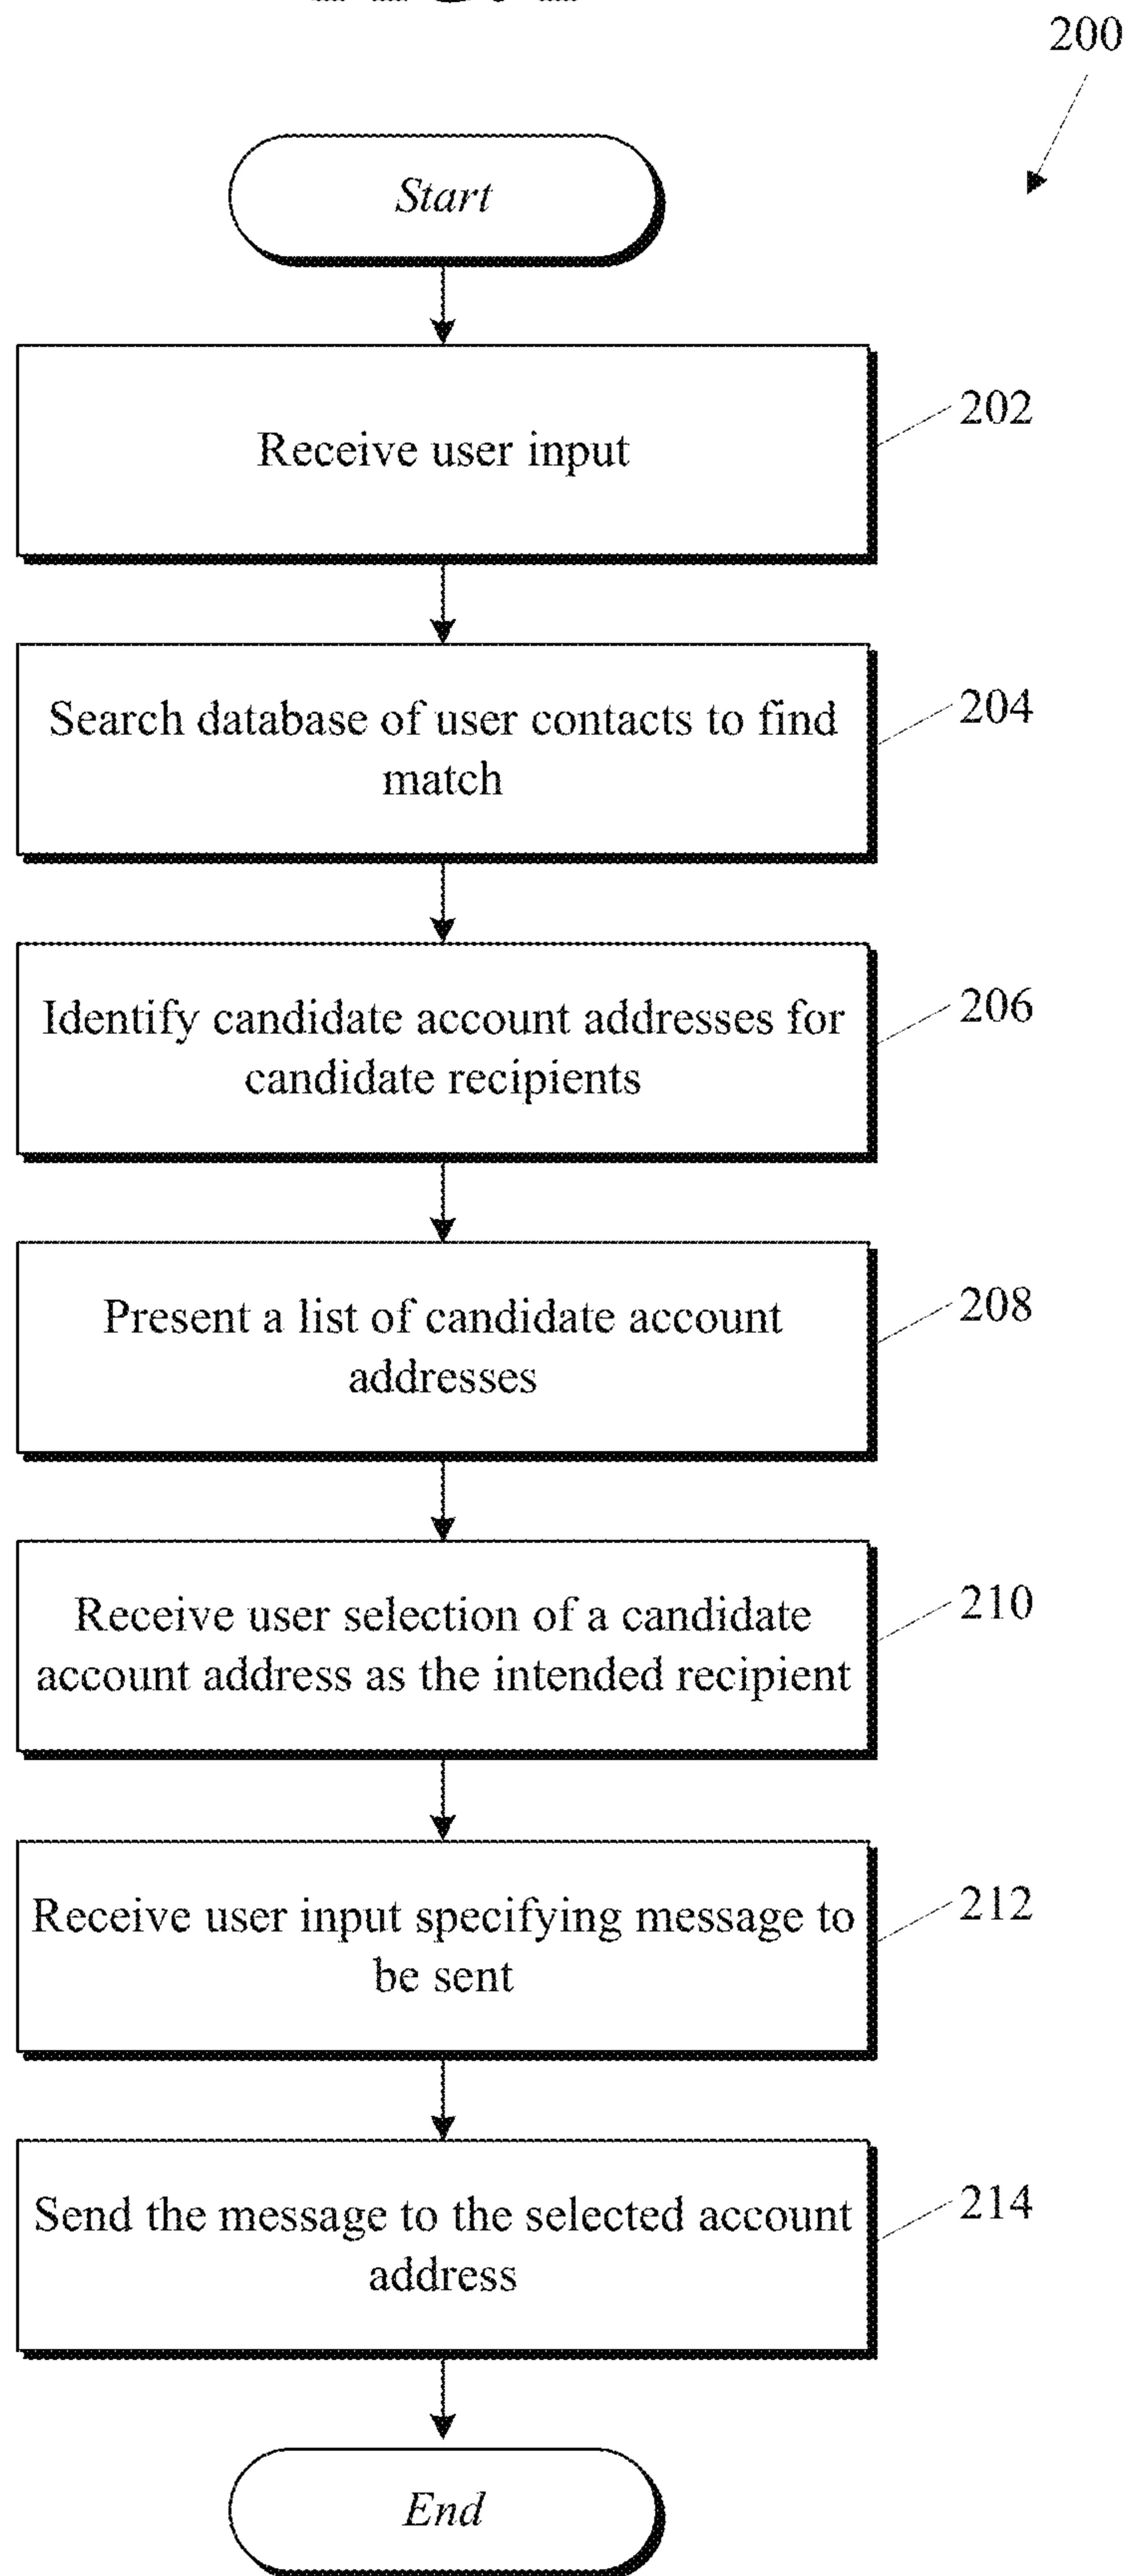 200
Start
Receive user input
202
Search database of user contacts to find
match
204
Identify candidate account addresses for
candidate recipients
206
Present a list of candidate account
addresses
208
Receive user selection of a candidate
account address as the intended recipient
210
Receive user input specifying message to
be sent
212
Send the message to the selected account
address
214
End